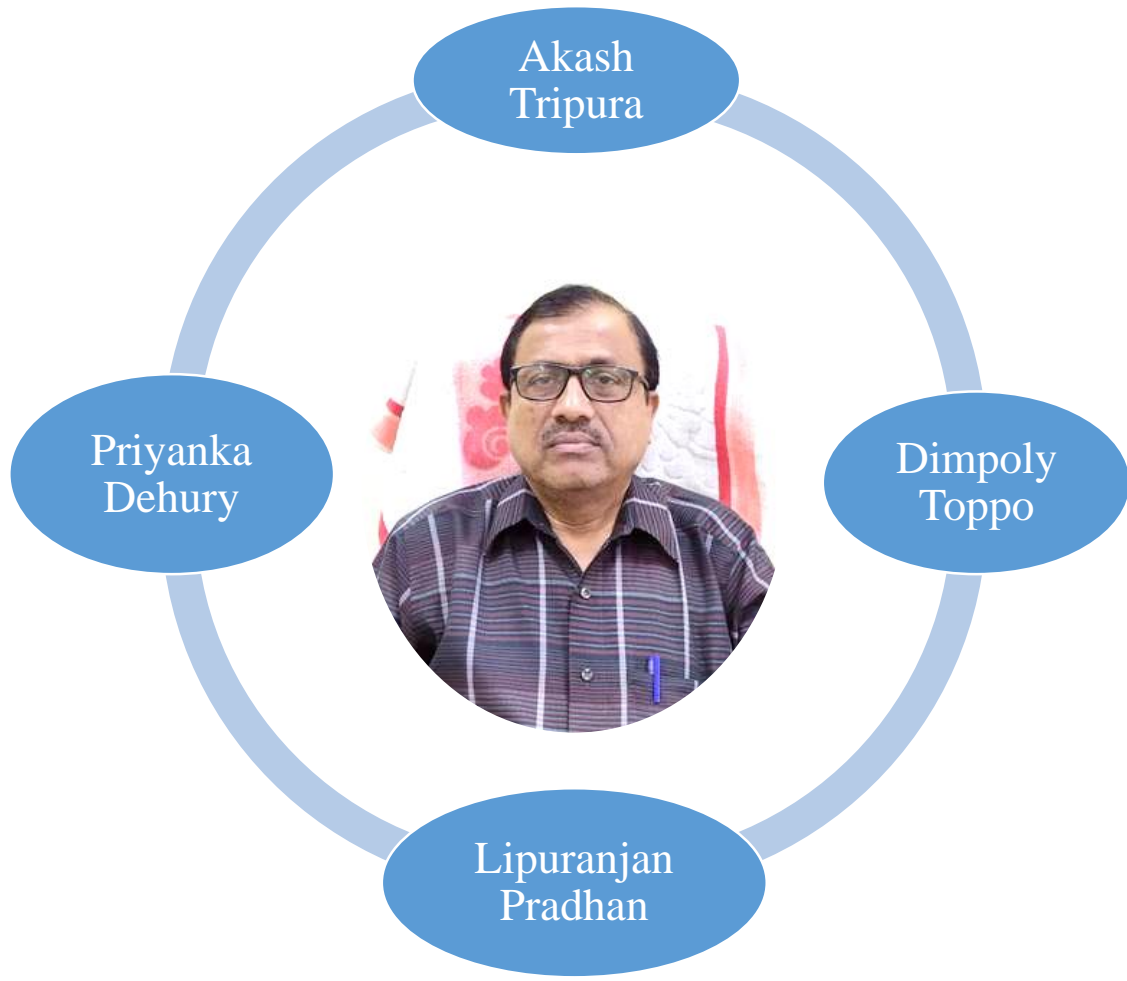 Akash
Tripura
Priyanka
Dehury
Dimpoly
Toppo
Lipuranjan
Pradhan